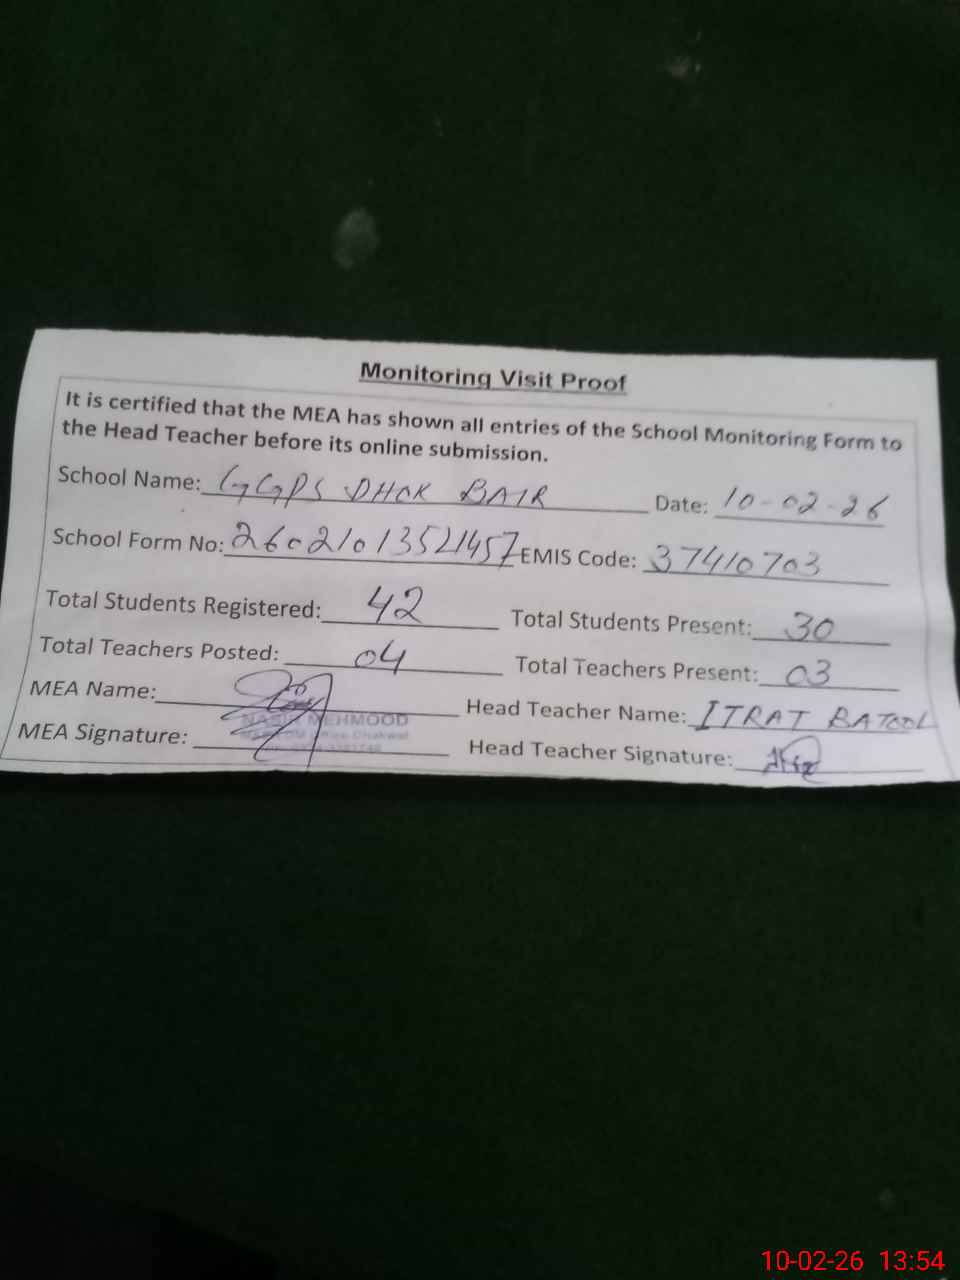 Monitoring Visit Proof
It is certified that the MEA has shown all entries of the School Monitoring Form to
the Head Teacher before its online submission.
School Name: GGPS DHOK BAIR Date: 10-02-26
School Form No: 2602101352 1457 EMIS Code: 37410703
Total Students Registered: 42 Total Students Present: 30
Total Teachers Posted: 04 Total Teachers Present: 03
MEA Name: Head Teacher Name: ITRAT BATOOL
NASIR MEHMOOD
MEA Signature: Head Teacher Signature:
10-02-26 13:54